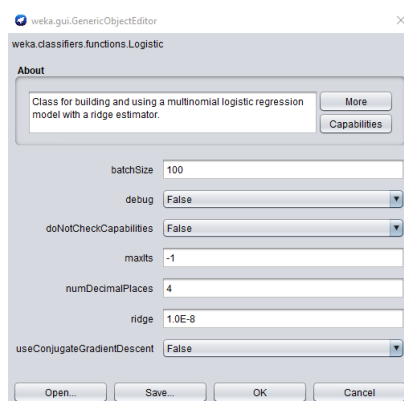 weka.gui.GenericObjectEditor
weka.classifiers.functions.Logistic
About
Class for building and using a multinomial logistic regression
model with a ridge estimator.
More
Capabilities
batchSize 100
debug False
doNotCheckCapabilities False
maxIts -1
numDecimalPlaces 4
ridge 1.0E-8
useConjugateGradientDescent False
Open... Save... OK Cancel